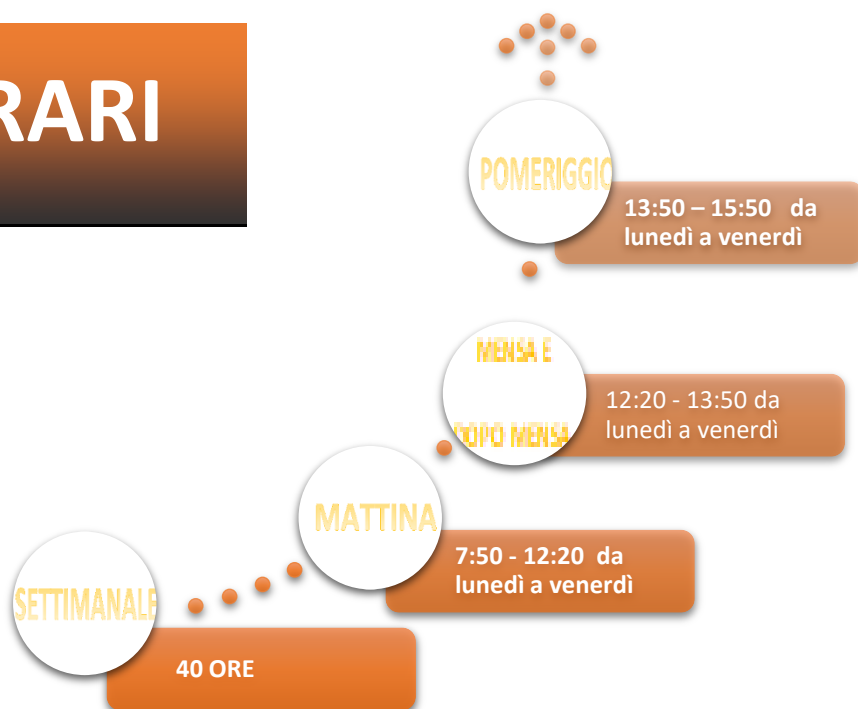 RARI
POMERIGGIO
13:50 – 15:50 da
lunedì a venerdì
MENSA E
DOPO MENSA
12:20 - 13:50 da
lunedì a venerdì
MATTINA
7:50 - 12:20 da
lunedì a venerdì
SETTIMANALE
40 ORE